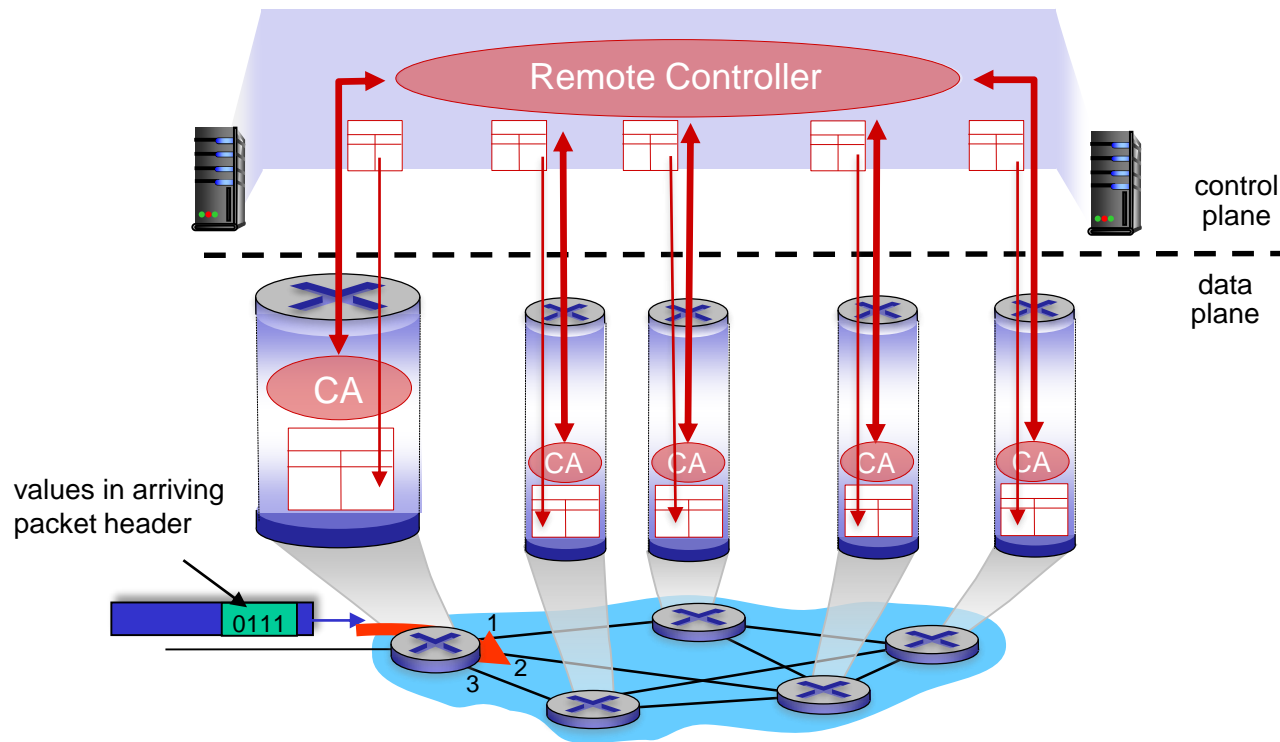 Remote Controller
control
plane
data
plane
CA
CA
CA
CA
CA
values in arriving
packet header
0111
1
2
3